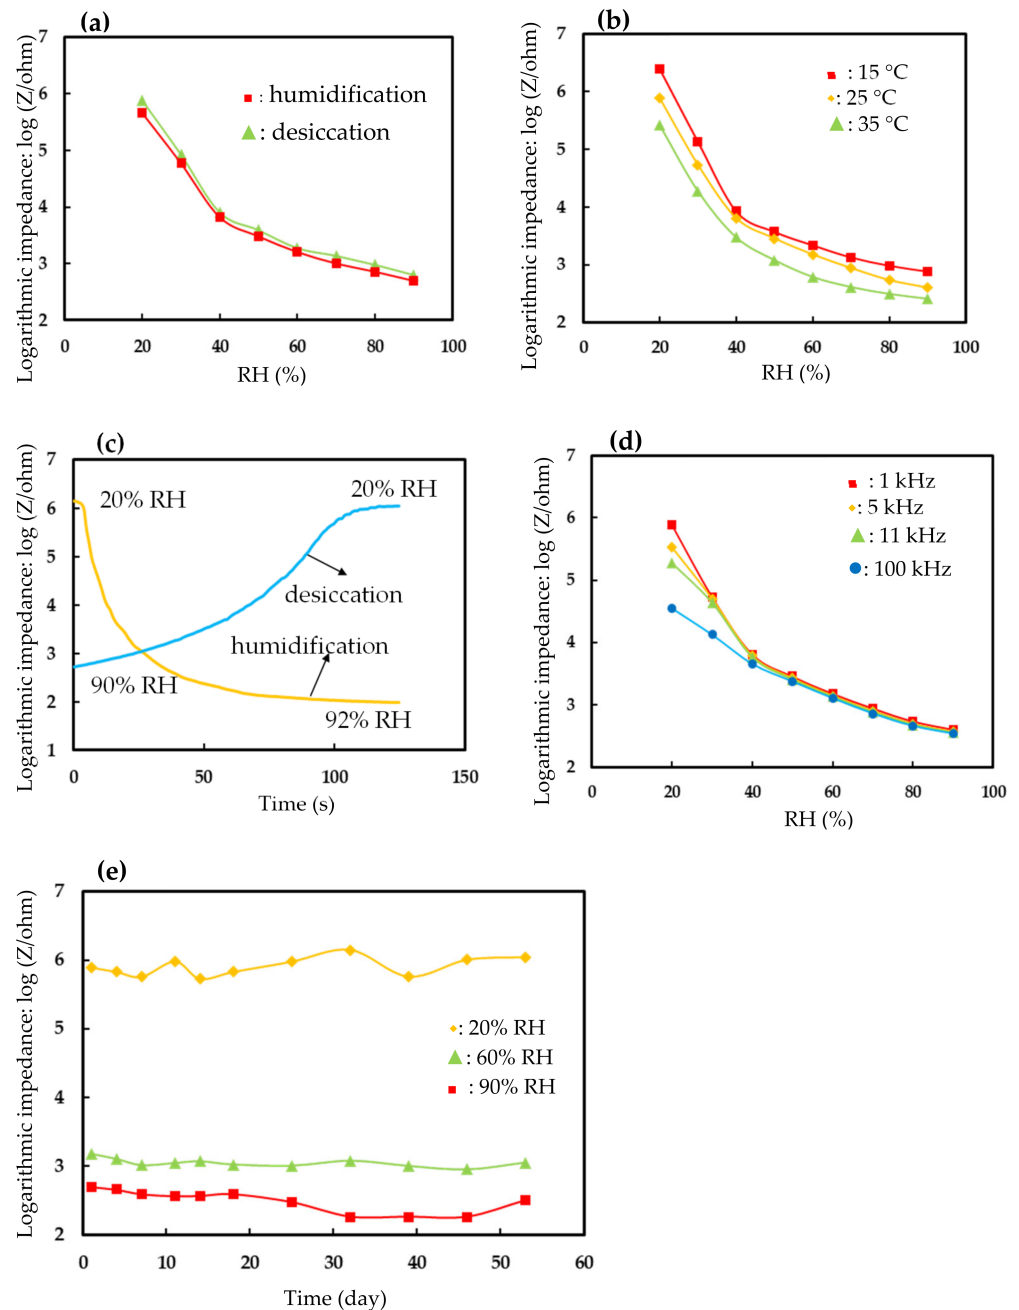 (a)
Logarithmic impedance: log (Z/ohm)
7
6
5
4
3
2
0
20
40
60
80
100
RH (%)
: humidification
: desiccation
(b)
Logarithmic impedance: log (Z/ohm)
7
6
5
4
3
2
0
20
40
60
80
100
RH (%)
: 15 °C
: 25 °C
: 35 °C
(c)
Logarithmic impedance: log (Z/ohm)
7
6
5
4
3
2
1
0
50
100
150
Time (s)
20% RH
20% RH
desiccation
humidification
90% RH
92% RH
(d)
Logarithmic impedance: log (Z/ohm)
7
6
5
4
3
2
0
20
40
60
80
100
RH (%)
: 1 kHz
: 5 kHz
: 11 kHz
: 100 kHz
(e)
Logarithmic impedance: log (Z/ohm)
7
6
5
4
3
2
0
10
20
30
40
50
60
Time (day)
: 20% RH
: 60% RH
: 90% RH